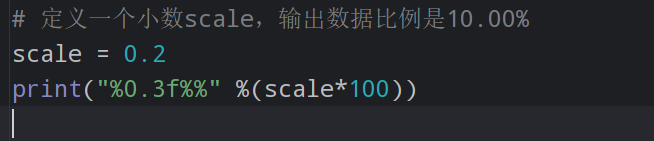 # 定义一个小数scale，输出数据比例是10.00%
scale = 0.2
print("%0.3f%%" %(scale*100))